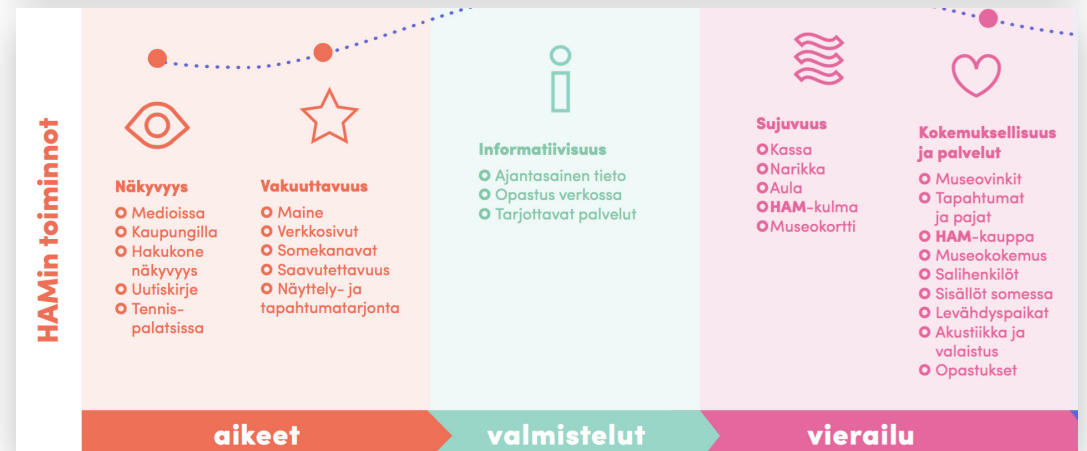 HAMin toiminnot
Näkyvyys
Medioissa
Kaupungilla
Hakukone
näkyvyys
Uutiskirje
Tennis-
palatsissa
Vakuuttavuus
Maine
Verkkosivut
Somekanavat
Saavutettavuus
Näyttely- ja
tapahtumatarjonta
Informatiivisuus
Ajantasainen tieto
Opastus verkossa
Tarjottavat palvelut
Sujuvuus
Kassa
Narikka
Aula
HAM-kulma
Museokortti
Kokemuksellisuus
ja palvelut
Museovinkit
Tapahtumat
ja pajat
HAM-kauppa
Museokokemus
Salihenkilöt
Sisällöt somessa
Levähdyspaikat
Akustiikka ja
valaistus
Opastukset
aikeet
valmistelut
vierailu